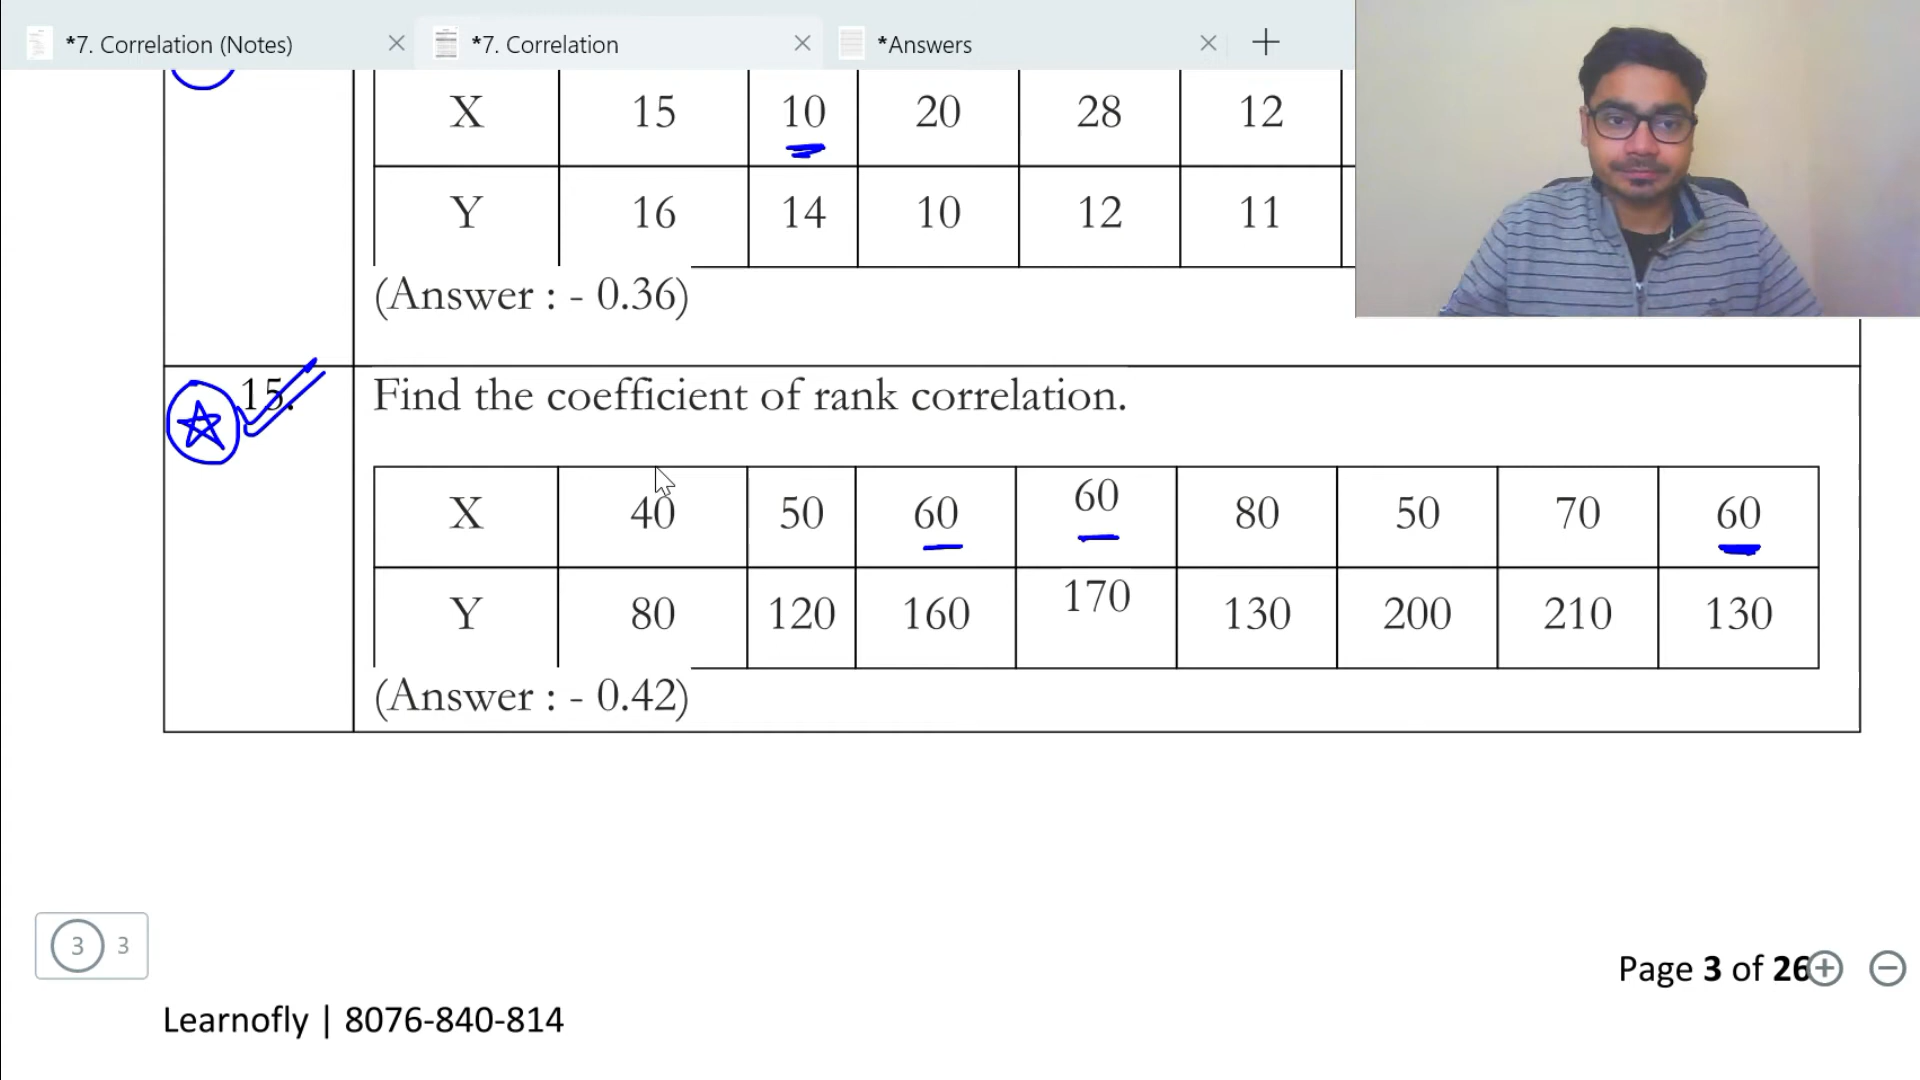 *7. Correlation (Notes)
*7. Correlation
*Answers
X 15 10 20 28 12
Y 16 14 10 12 11
(Answer : - 0.36)
15. Find the coefficient of rank correlation.
X 40 50 60 60 80 50 70 60
Y 80 120 160 170 130 200 210 130
(Answer : - 0.42)
3 3
Page 3 of 26
Learnofly | 8076-840-814